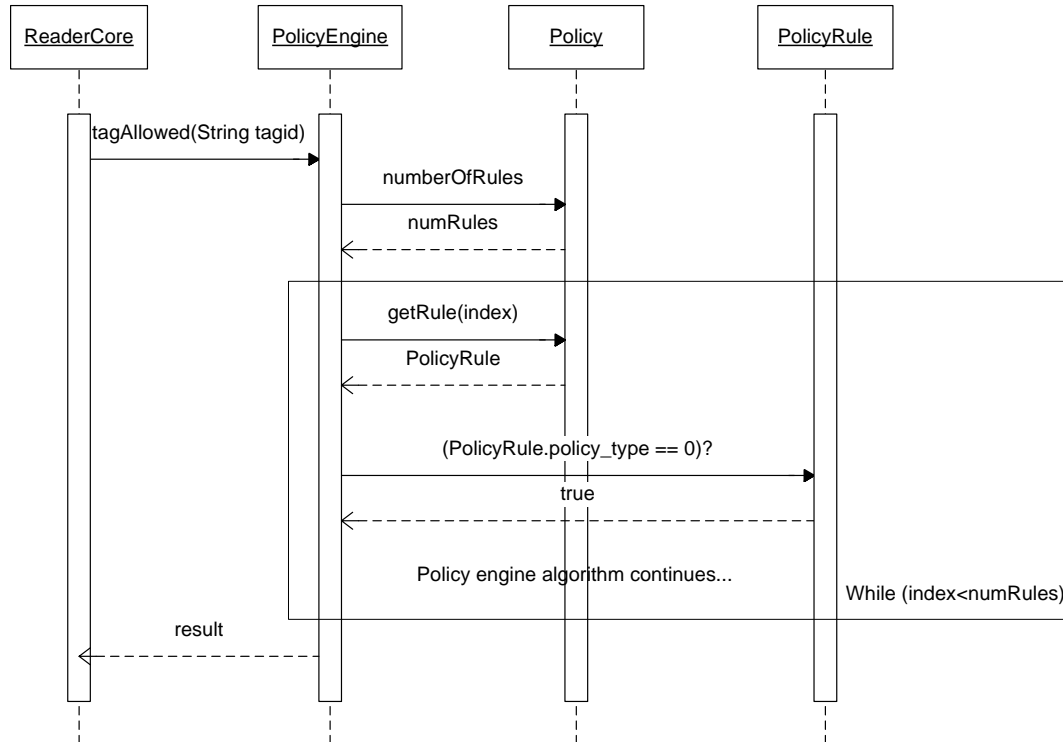 ReaderCore
PolicyEngine
Policy
PolicyRule
tagAllowed(String tagid)
numberOfRules
numRules
getRule(index)
PolicyRule
(PolicyRule.policy_type == 0)?
true
Policy engine algorithm continues...
While (index<numRules)
result